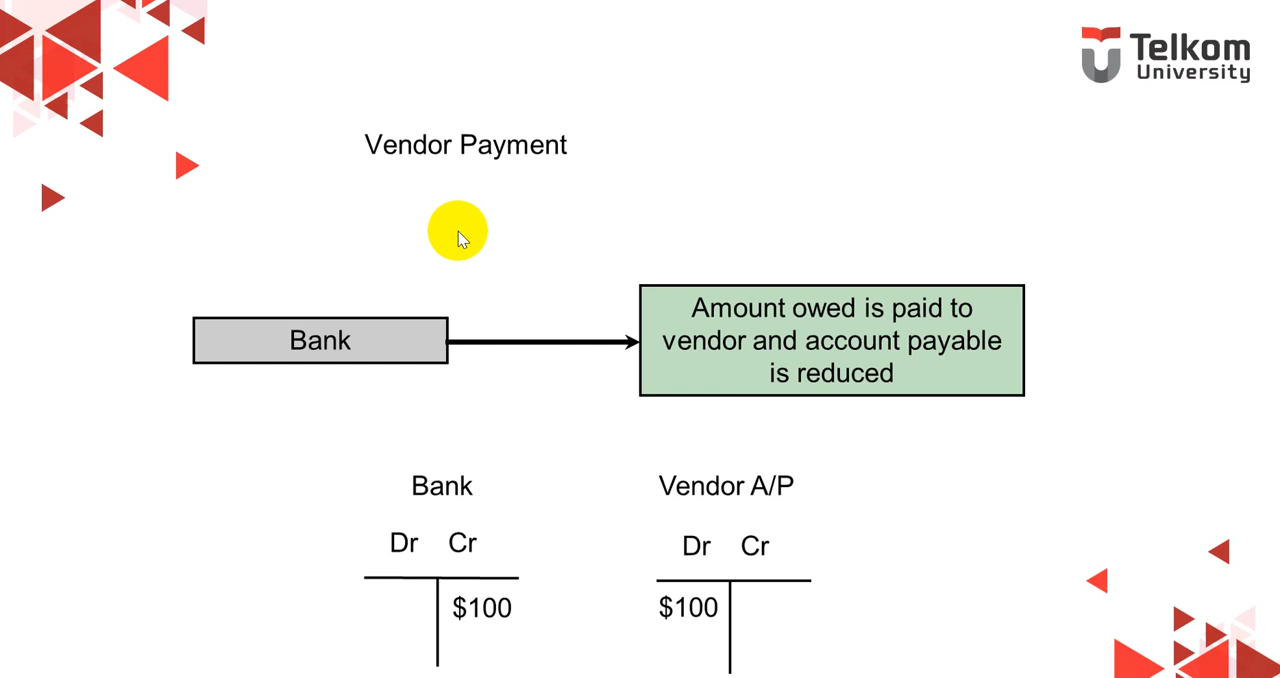 Telkom
University
Vendor Payment
Bank
Amount owed is paid to
vendor and account payable
is reduced
Bank
Vendor A/P
Dr Cr
Dr Cr
$100
$100